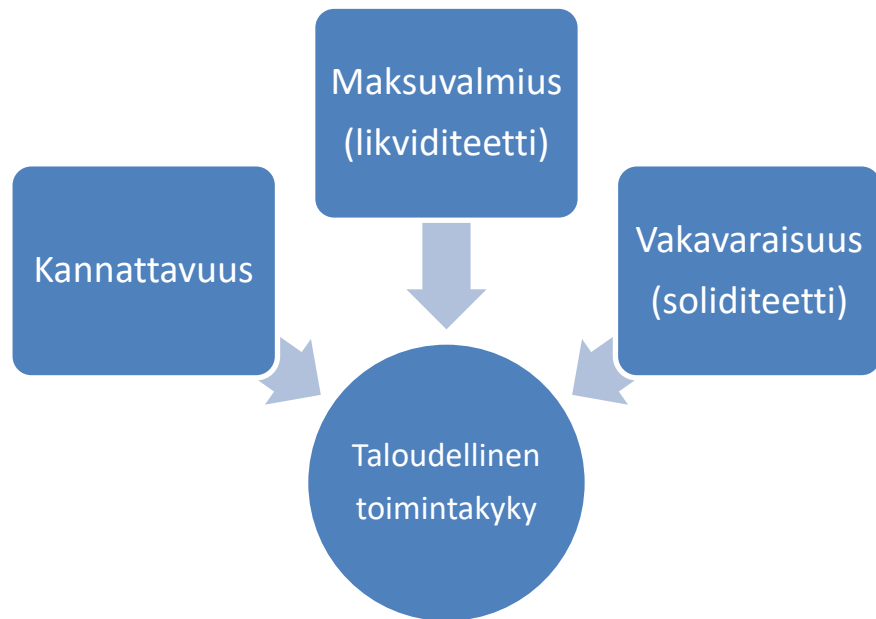 Maksuvalmius
(likviditeetti)
Kannattavuus
Vakavaraisuus
(soliditeetti)
Taloudellinen
toimintakyky